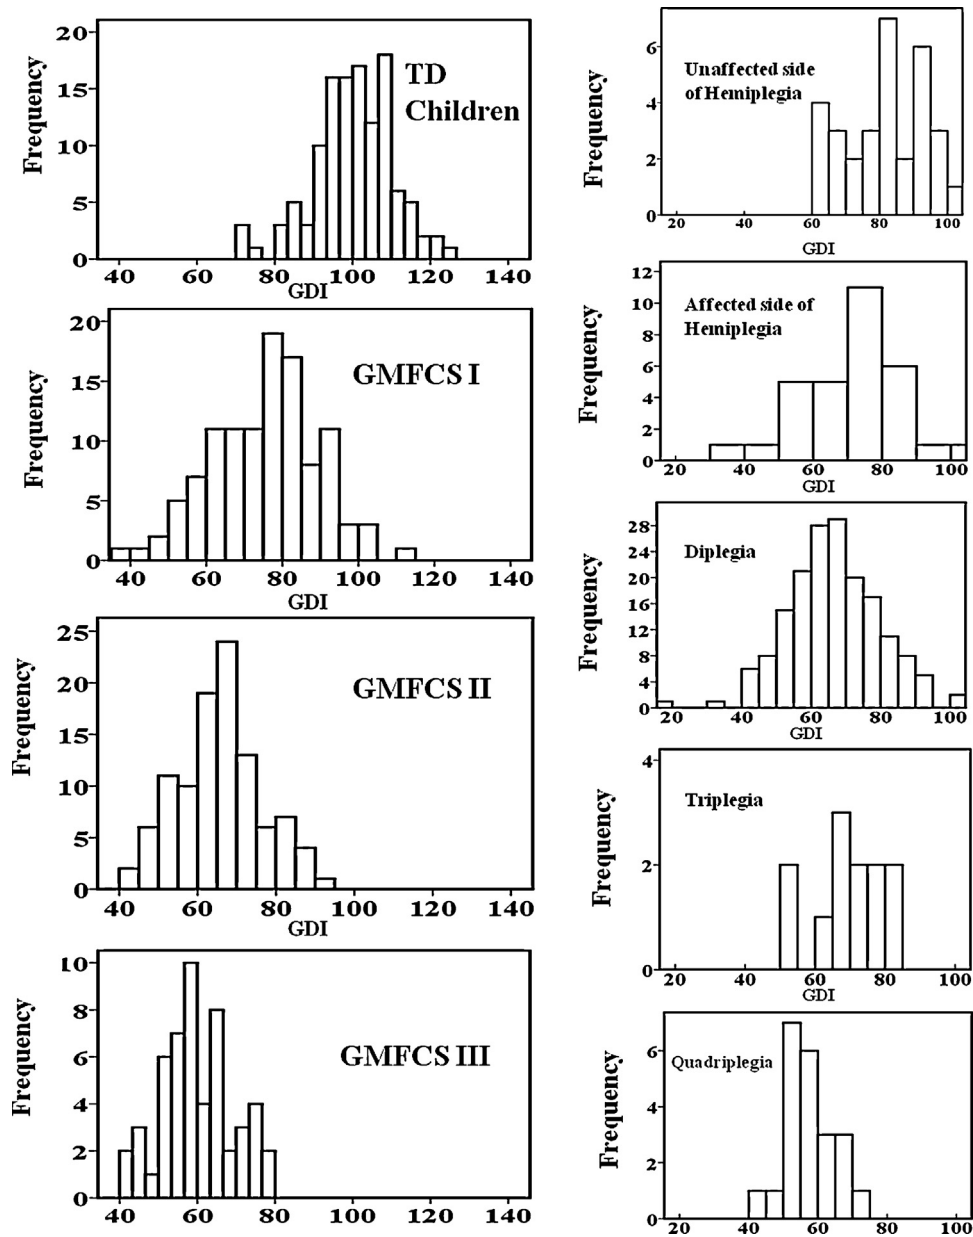 20
15
10
5
0
Frequency
TD
Children
40 60 80 100 120 140
GDI
20
15
10
5
0
Frequency
GMFCS I
40 60 80 100 120 140
GDI
25
20
15
10
5
0
Frequency
GMFCS II
40 60 80 100 120 140
GDI
10
8
6
4
2
0
Frequency
GMFCS III
40 60 80 100 120 140
6
4
2
0
Frequency
Unaffected side
of Hemiplegia
20 40 60 80 100
GDI
12
10
8
6
4
2
0
Frequency
Affected side of
Hemiplegia
20 40 60 80 100
GDI
28
24
20
16
12
8
4
0
Frequency
Diplegia
20 40 60 80 100
GDI
4
2
0
Frequency
Triplegia
20 40 60 80 100
GDI
6
4
2
0
Frequency
Quadriplegia
20 40 60 80 100